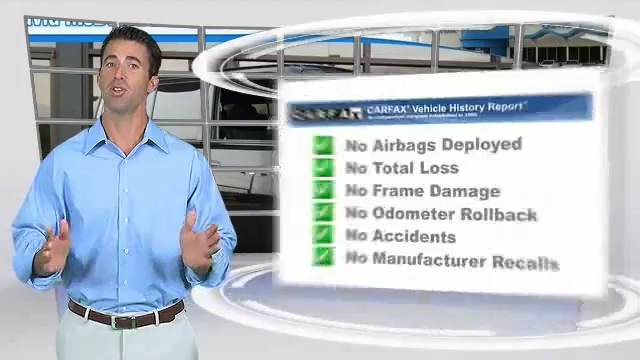 CARFAX
CARFAX Vehicle History Report
No Airbags Deployed
No Total Loss
No Frame Damage
No Odometer Rollback
No Accidents
No Manufacturer Recalls